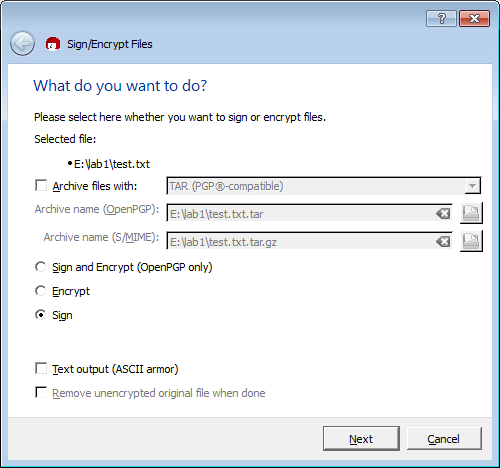 Sign/Encrypt Files
What do you want to do?
Please select here whether you want to sign or encrypt files.
Selected file:
•E:\lab1\test.txt
Archive files with: TAR (PGP®-compatible)
Archive name (OpenPGP): E:\lab1\test.txt.tar
Archive name (S/MIME): E:\lab1\test.txt.tar.gz
Sign and Encrypt (OpenPGP only)
Encrypt
Sign
Text output (ASCII armor)
Remove unencrypted original file when done
Next Cancel